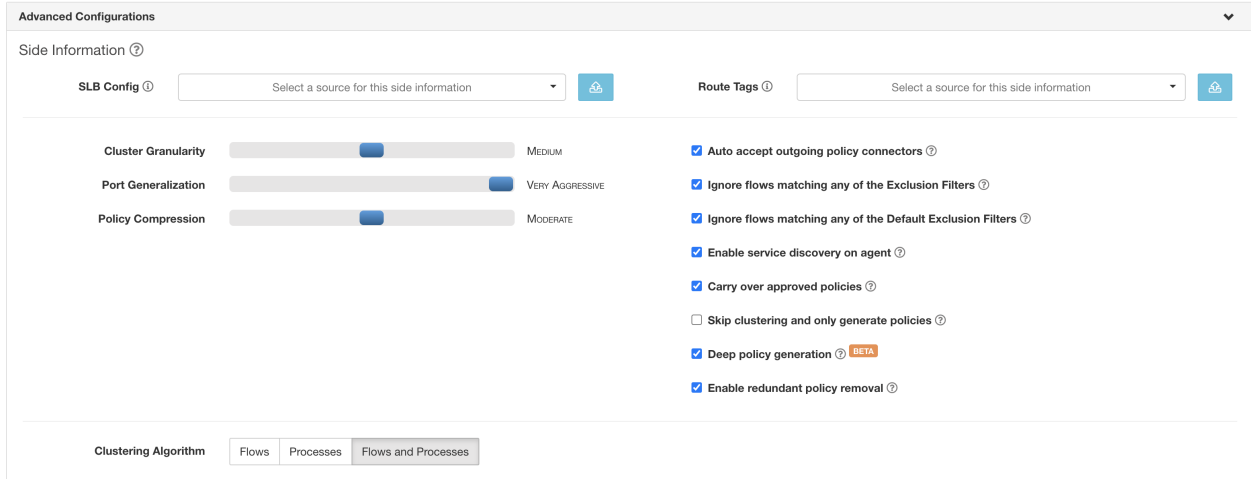 Advanced Configurations
Side Information
SLB Config
Select a source for this side information
Route Tags
Select a source for this side information
Cluster Granularity
MEDIUM
Port Generalization
VERY AGGRESSIVE
Policy Compression
MODERATE
Auto accept outgoing policy connectors
Ignore flows matching any of the Exclusion Filters
Ignore flows matching any of the Default Exclusion Filters
Enable service discovery on agent
Carry over approved policies
Skip clustering and only generate policies
Deep policy generation BETA
Enable redundant policy removal
Clustering Algorithm
Flows
Processes
Flows and Processes